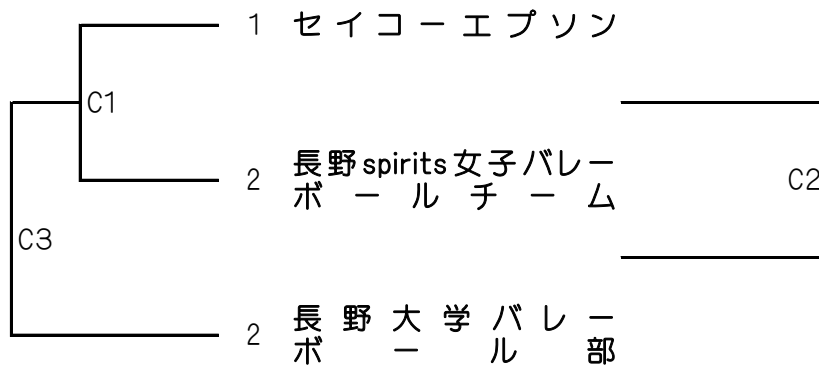 1 セイコーエプソン
C1
2 長野spirits女子バレー
ボールチーム
C2
C3
2 長野大学バレー
ボール部